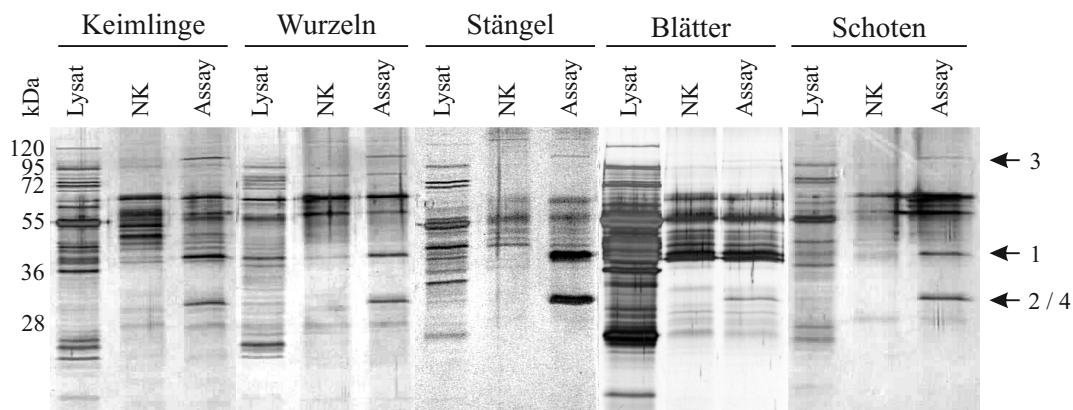 Keimlinge Wurzeln Stängel Blätter Schoten
kDa Lysat NK Assay Lysat NK Assay Lysat NK Assay Lysat NK Assay Lysat NK Assay
120
95
72
55
36
28
3
1
2 / 4